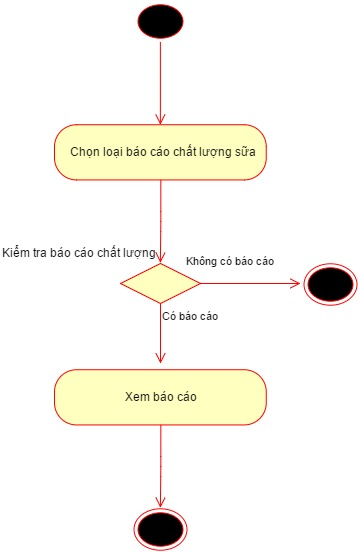 Chọn loại báo cáo chất lượng sữa
Kiểm tra báo cáo chất lượng
Không có báo cáo
Có báo cáo
Xem báo cáo